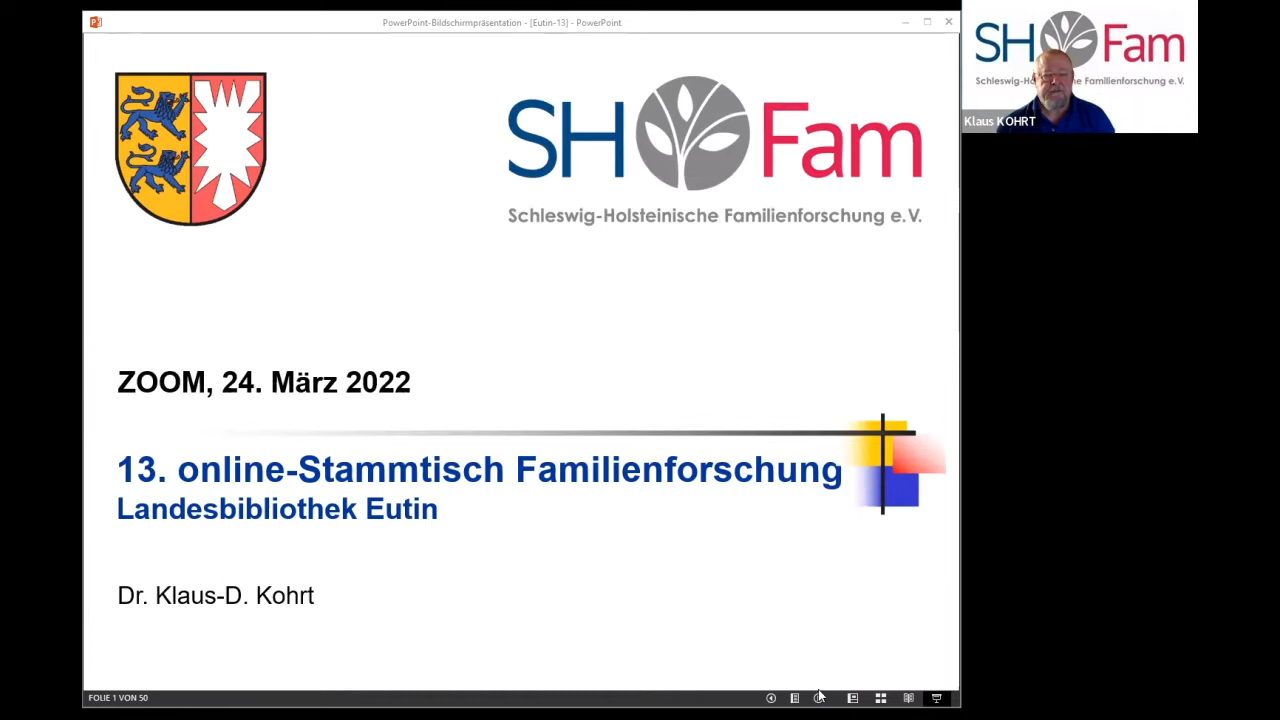 PowerPoint-Bildschirmpräsentation - [Eutin-13] - PowerPoint
SH Fam
Schleswig-Holsteinische Familienforschung e.V.
ZOOM, 24. März 2022
13. online-Stammtisch Familienforschung
Landesbibliothek Eutin
Dr. Klaus-D. Kohrt
FOLIE 1 VON 50
SH Fam
Familienforschung e.V.
Klaus KOHRT